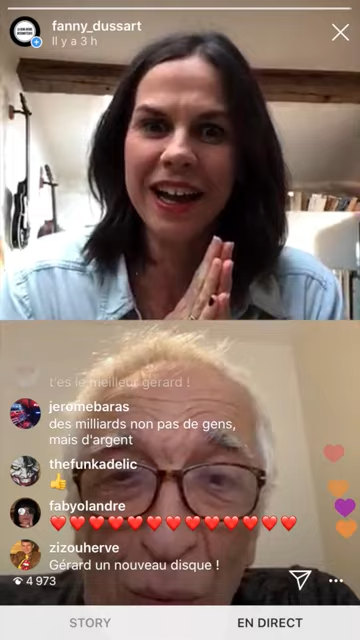 fanny_dussart
Il y a 3 h
t'es le meilleur gérard !
jeromebaras
des milliards non pas de gens,
mais d'argent
thefunkadelic
👍
fabyolandre
❤️❤️❤️❤️❤️❤️❤️❤️❤️❤️❤️❤️❤️
zizouherve
Gérard un nouveau disque !
4 973
STORY
EN DIRECT